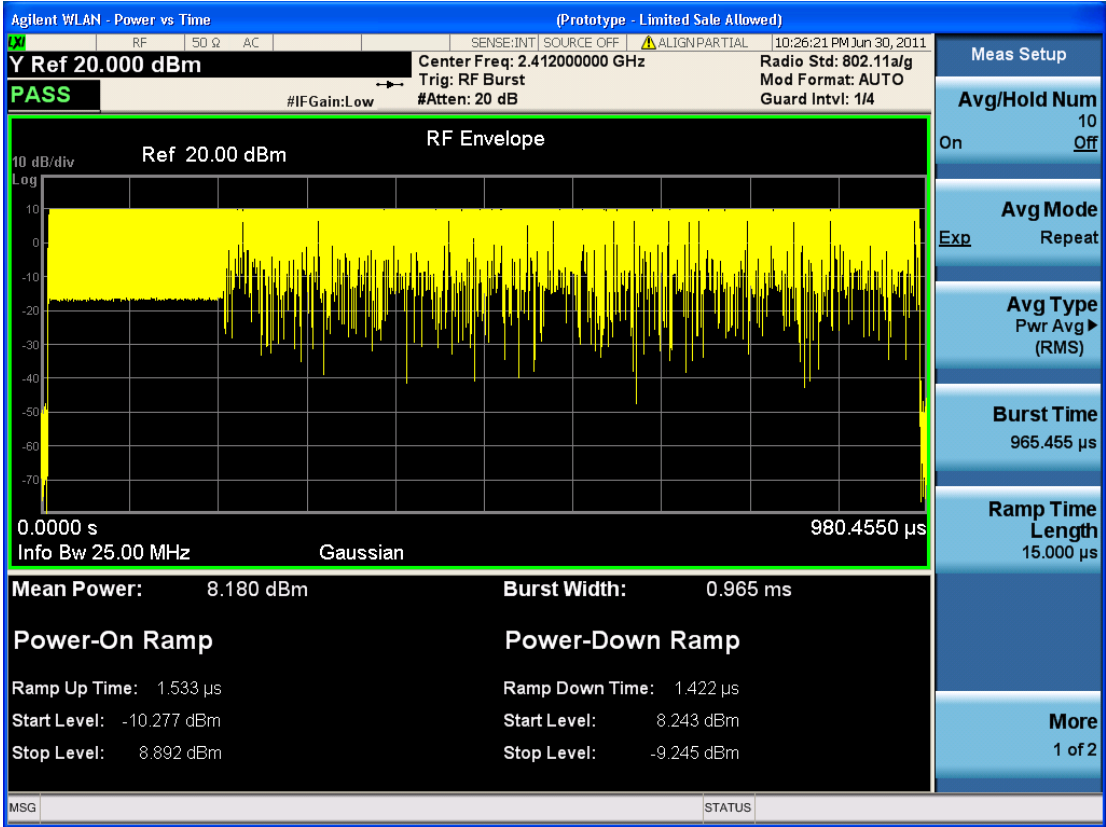 Agilent WLAN - Power vs Time (Prototype - Limited Sale Allowed)
LXI RF 50 Ω AC SENSE:INT SOURCE OFF ALIGN PARTIAL 10:26:21 PM Jun 30, 2011
Y Ref 20.000 dBm
PASS
#IFGain:Low
Center Freq: 2.412000000 GHz
Trig: RF Burst
#Atten: 20 dB
Radio Std: 802.11a/g
Mod Format: AUTO
Guard Intvl: 1/4
RF Envelope
10 dB/div
Log
Ref 20.00 dBm
10
0
-10
-20
-30
-40
-50
-60
-70
0.0000 s 980.4550 µs
Info Bw 25.00 MHz Gaussian
Mean Power: 8.180 dBm Burst Width: 0.965 ms
Power-On Ramp Power-Down Ramp
Ramp Up Time: 1.533 µs Ramp Down Time: 1.422 µs
Start Level: -10.277 dBm Start Level: 8.243 dBm
Stop Level: 8.892 dBm Stop Level: -9.245 dBm
MSG STATUS
Meas Setup
Avg/Hold Num
10
On Off
Avg Mode
Exp Repeat
Avg Type
Pwr Avg▶
(RMS)
Burst Time
965.455 µs
Ramp Time
Length
15.000 µs
More
1 of 2